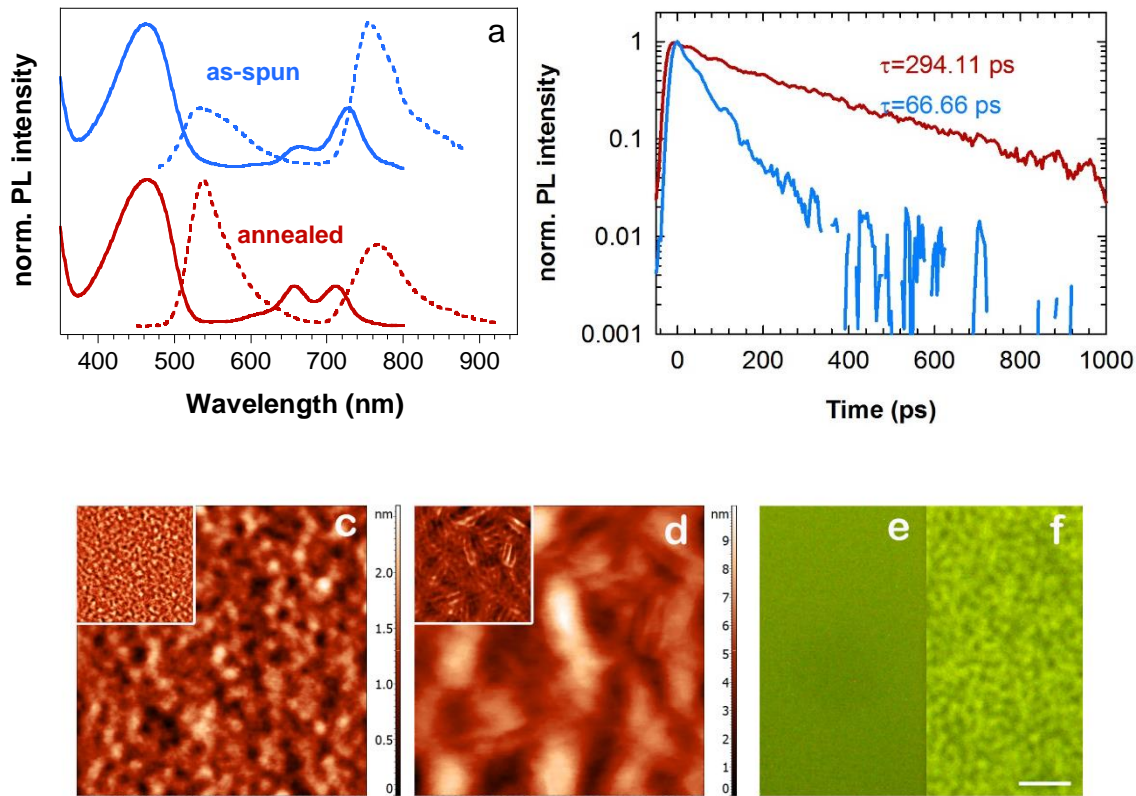 a
as-spun
annealed
norm. PL intensity
400 500 600 700 800 900
Wavelength (nm)
τ=294.11 ps
τ=66.66 ps
norm. PL intensity
1
0.1
0.01
0.001
0 200 400 600 800 1000
Time (ps)
c
nm
2.0
1.5
1.0
0.5
0
d
nm
9
8
7
6
5
4
3
2
1
0
e
f